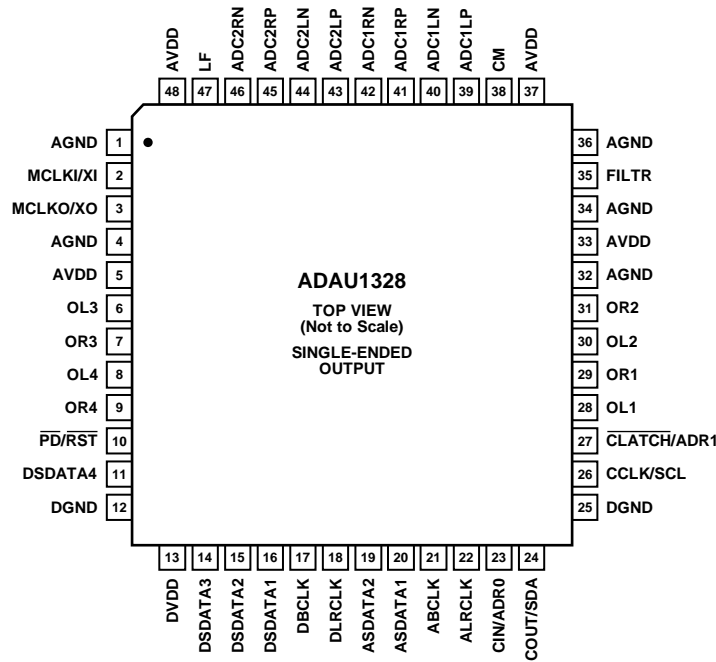 AVDD
LF
ADC2RN
ADC2RP
ADC2LN
ADC2LP
ADC1RN
ADC1RP
ADC1LN
ADC1LP
CM
AVDD
48 47 46 45 44 43 42 41 40 39 38 37
AGND 1
MCLKI/XI 2
MCLKO/XO 3
AGND 4
AVDD 5
OL3 6
OR3 7
OL4 8
OR4 9
PD/RST 10
DSDATA4 11
DGND 12
ADAU1328
TOP VIEW
(Not to Scale)
SINGLE-ENDED
OUTPUT
36 AGND
35 FILTR
34 AGND
33 AVDD
32 AGND
31 OR2
30 OL2
29 OR1
28 OL1
27 CLATCH/ADR1
26 CCLK/SCL
25 DGND
13 14 15 16 17 18 19 20 21 22 23 24
DVDD
DSDATA3
DSDATA2
DSDATA1
DBCLK
DLRCLK
ASDATA2
ASDATA1
ABCLK
ALRCLK
CIN/ADR0
COUT/SDA